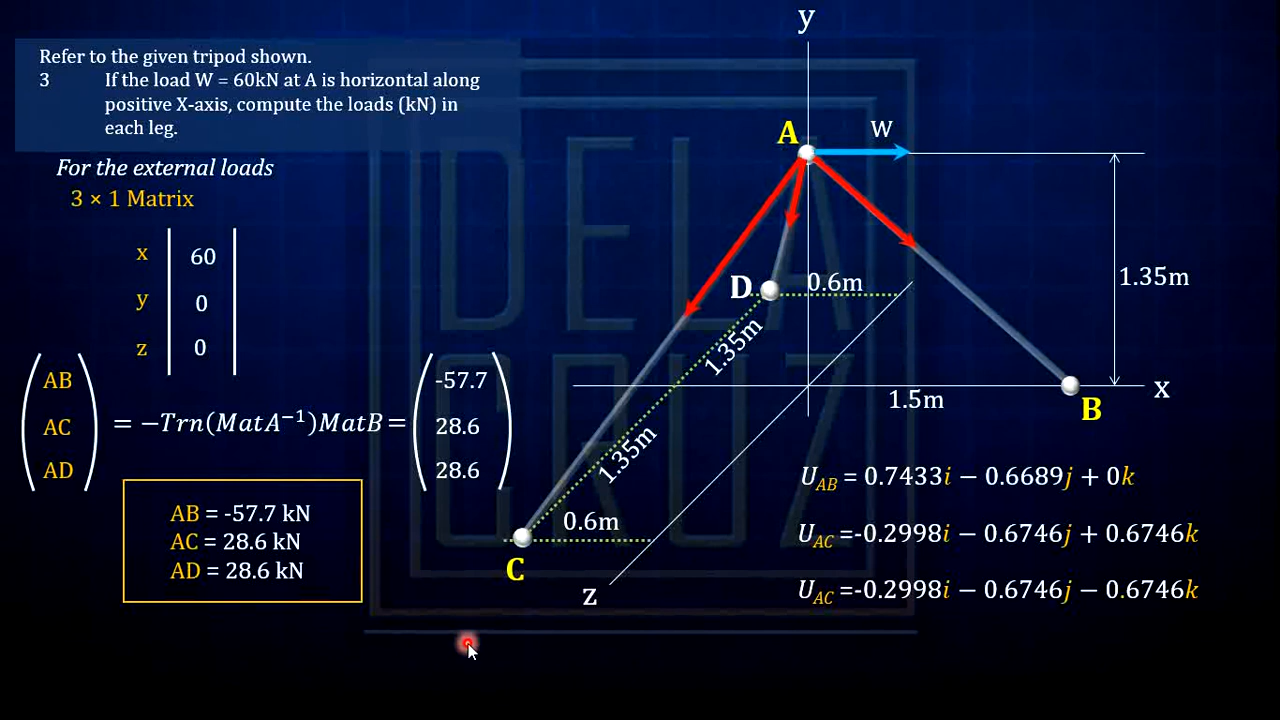 Refer to the given tripod shown.
3 If the load W = 60kN at A is horizontal along
positive X-axis, compute the loads (kN) in
each leg.
For the external loads
3 × 1 Matrix
x 60
y 0
z 0
AB
AC
AD
= −Trn(MatA⁻¹)MatB =
-57.7
28.6
28.6
AB = -57.7 kN
AC = 28.6 kN
AD = 28.6 kN
y
A
W
D
0.6m
1.35m
1.35m
1.35m
x
1.5m
B
0.6m
C
z
U_AB = 0.7433i − 0.6689j + 0k
U_AC =-0.2998i − 0.6746j + 0.6746k
U_AC =-0.2998i − 0.6746j − 0.6746k
DELA
CRUZ